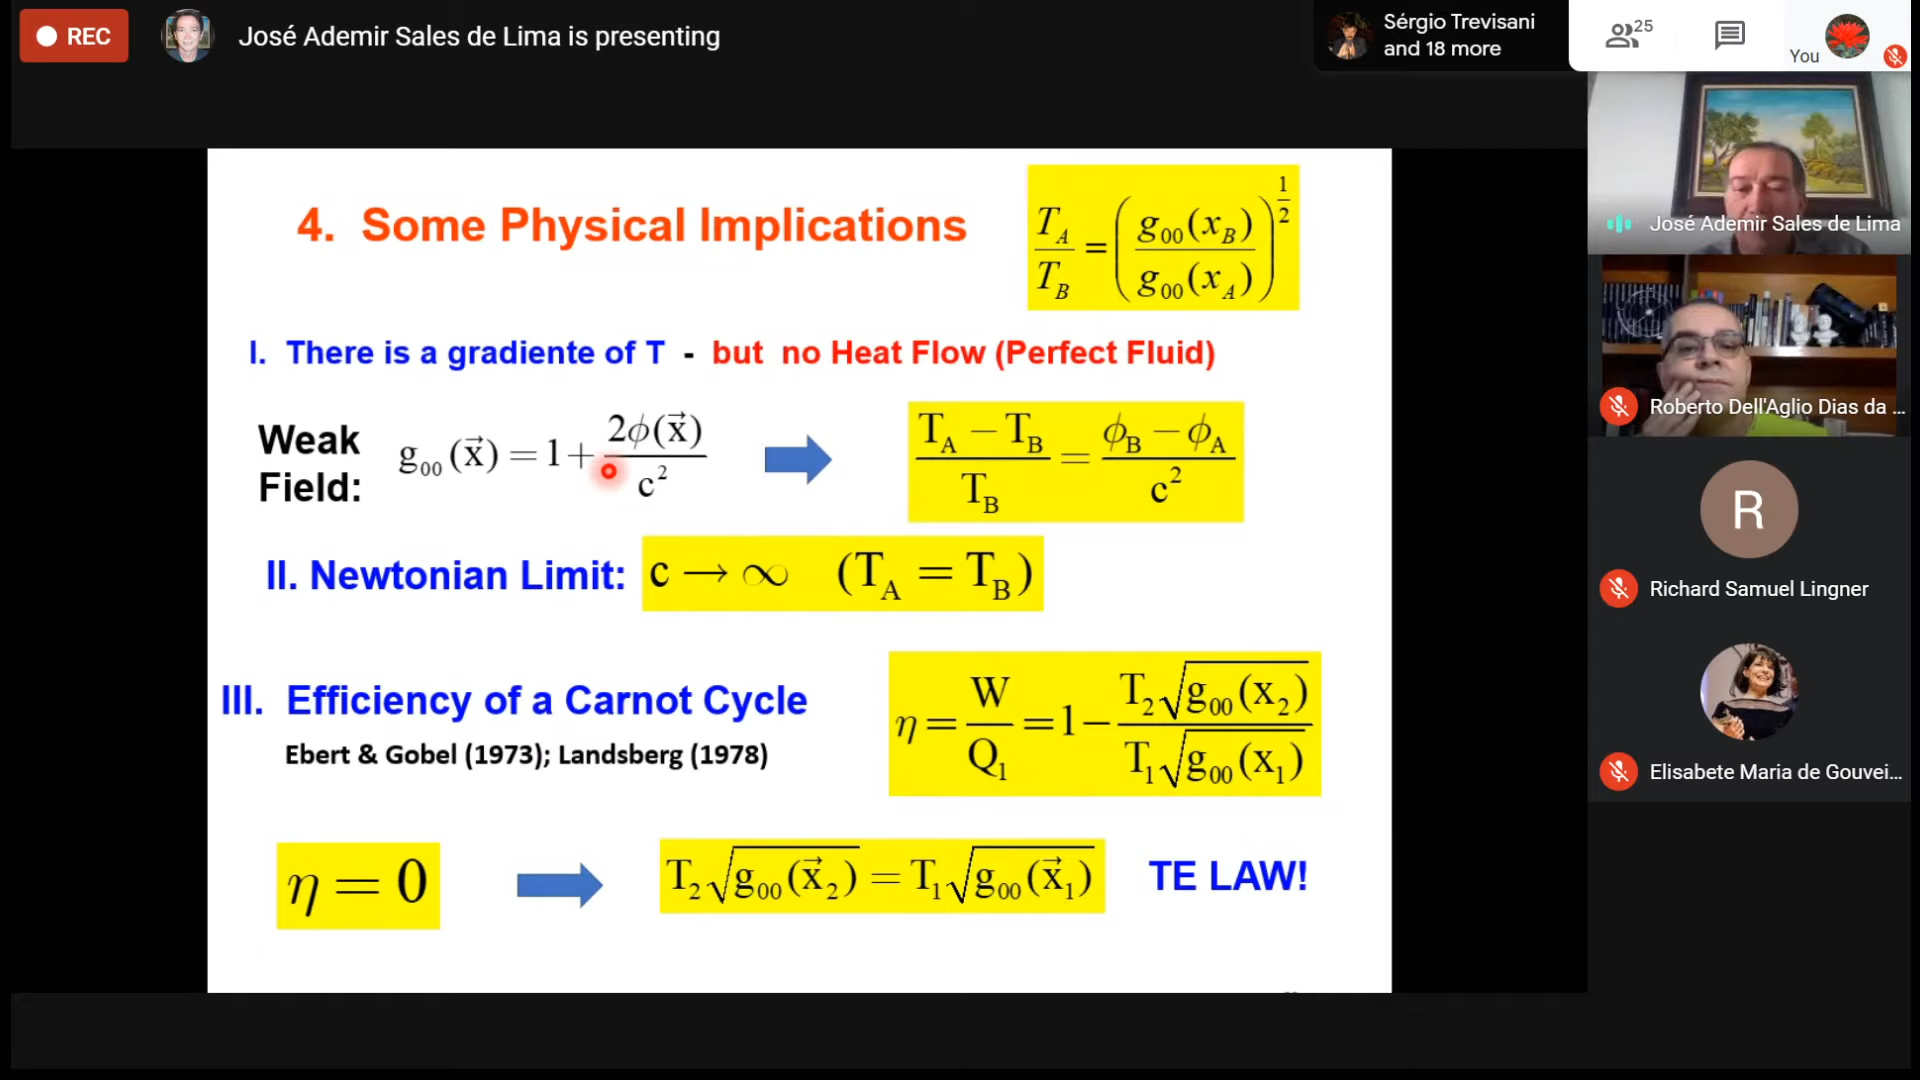 REC
José Ademir Sales de Lima is presenting
Sérgio Trevisani
and 18 more
25
You
4. Some Physical Implications
T_A / T_B = ( g₀₀(x_B) / g₀₀(x_A) )^(1/2)
I. There is a gradiente of T - but no Heat Flow (Perfect Fluid)
Weak
Field:
g₀₀(x⃗) = 1 + 2ϕ(x⃗) / c²
(T_A − T_B) / T_B = (ϕ_B − ϕ_A) / c²
II. Newtonian Limit: c → ∞ (T_A = T_B)
III. Efficiency of a Carnot Cycle
Ebert & Gobel (1973); Landsberg (1978)
η = W / Q₁ = 1 − T₂√g₀₀(x₂) / T₁√g₀₀(x₁)
η = 0
T₂√g₀₀(x⃗₂) = T₁√g₀₀(x⃗₁)
TE LAW!
José Ademir Sales de Lima
Roberto Dell'Aglio Dias da ...
R
Richard Samuel Lingner
Elisabete Maria de Gouvei...